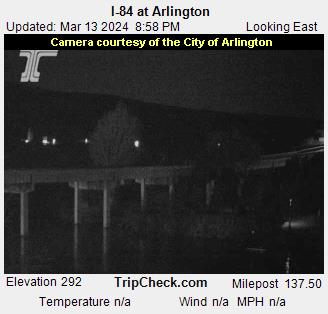 I-84 at Arlington
Updated: Mar 13 2024 8:58 PM Looking East
Camera courtesy of the City of Arlington
Elevation 292 TripCheck.com Milepost 137.50
Temperature n/a Wind n/a MPH n/a